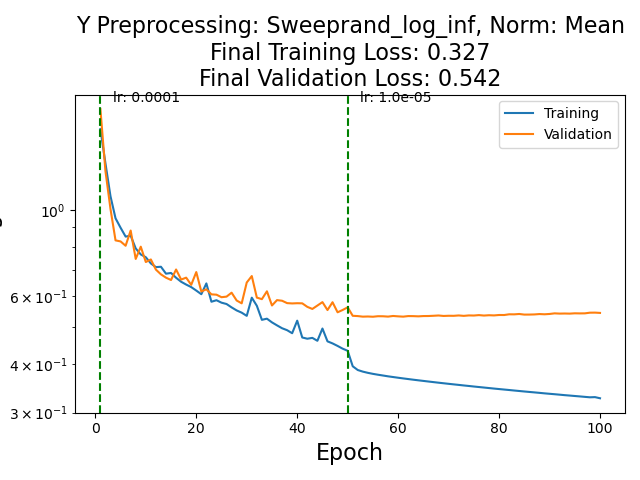 Y Preprocessing: Sweeprand_log_inf, Norm: Mean
Final Training Loss: 0.327
Final Validation Loss: 0.542
lr: 0.0001
lr: 1.0e-05
Training
Validation
10⁰
6 × 10⁻¹
4 × 10⁻¹
3 × 10⁻¹
0 20 40 60 80 100
Epoch